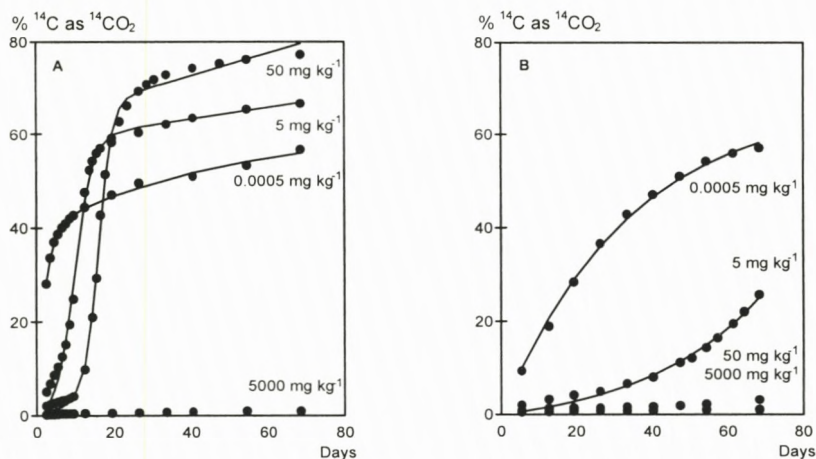 % ¹⁴C as ¹⁴CO₂
80
A
50 mg kg⁻¹
60
5 mg kg⁻¹
0.0005 mg kg⁻¹
40
20
5000 mg kg⁻¹
0
0 20 40 60 80
Days
% ¹⁴C as ¹⁴CO₂
80
B
60
0.0005 mg kg⁻¹
40
5 mg kg⁻¹
20
50 mg kg⁻¹
5000 mg kg⁻¹
0
0 20 40 60 80
Days